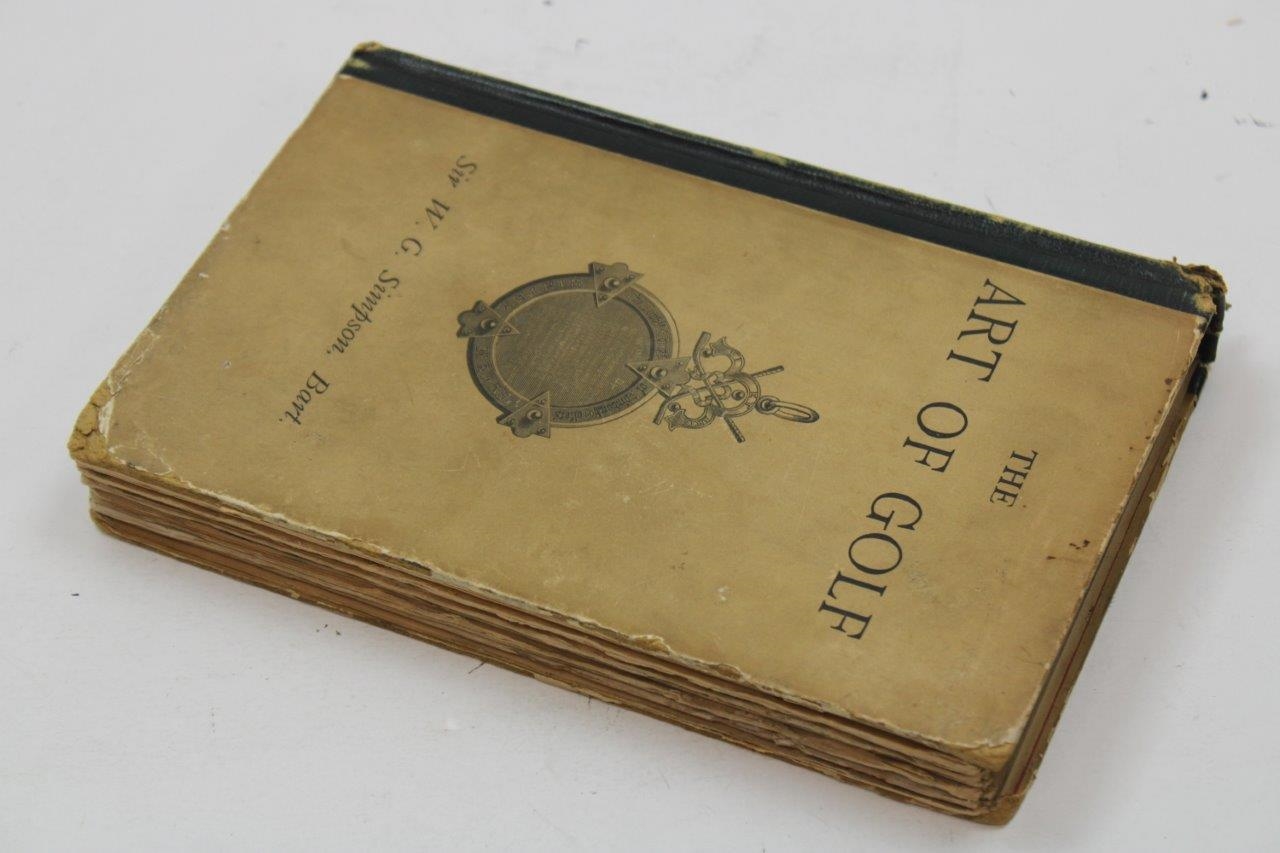 THE
ART OF GOLF
Sir W. G. Simpson, Bart.